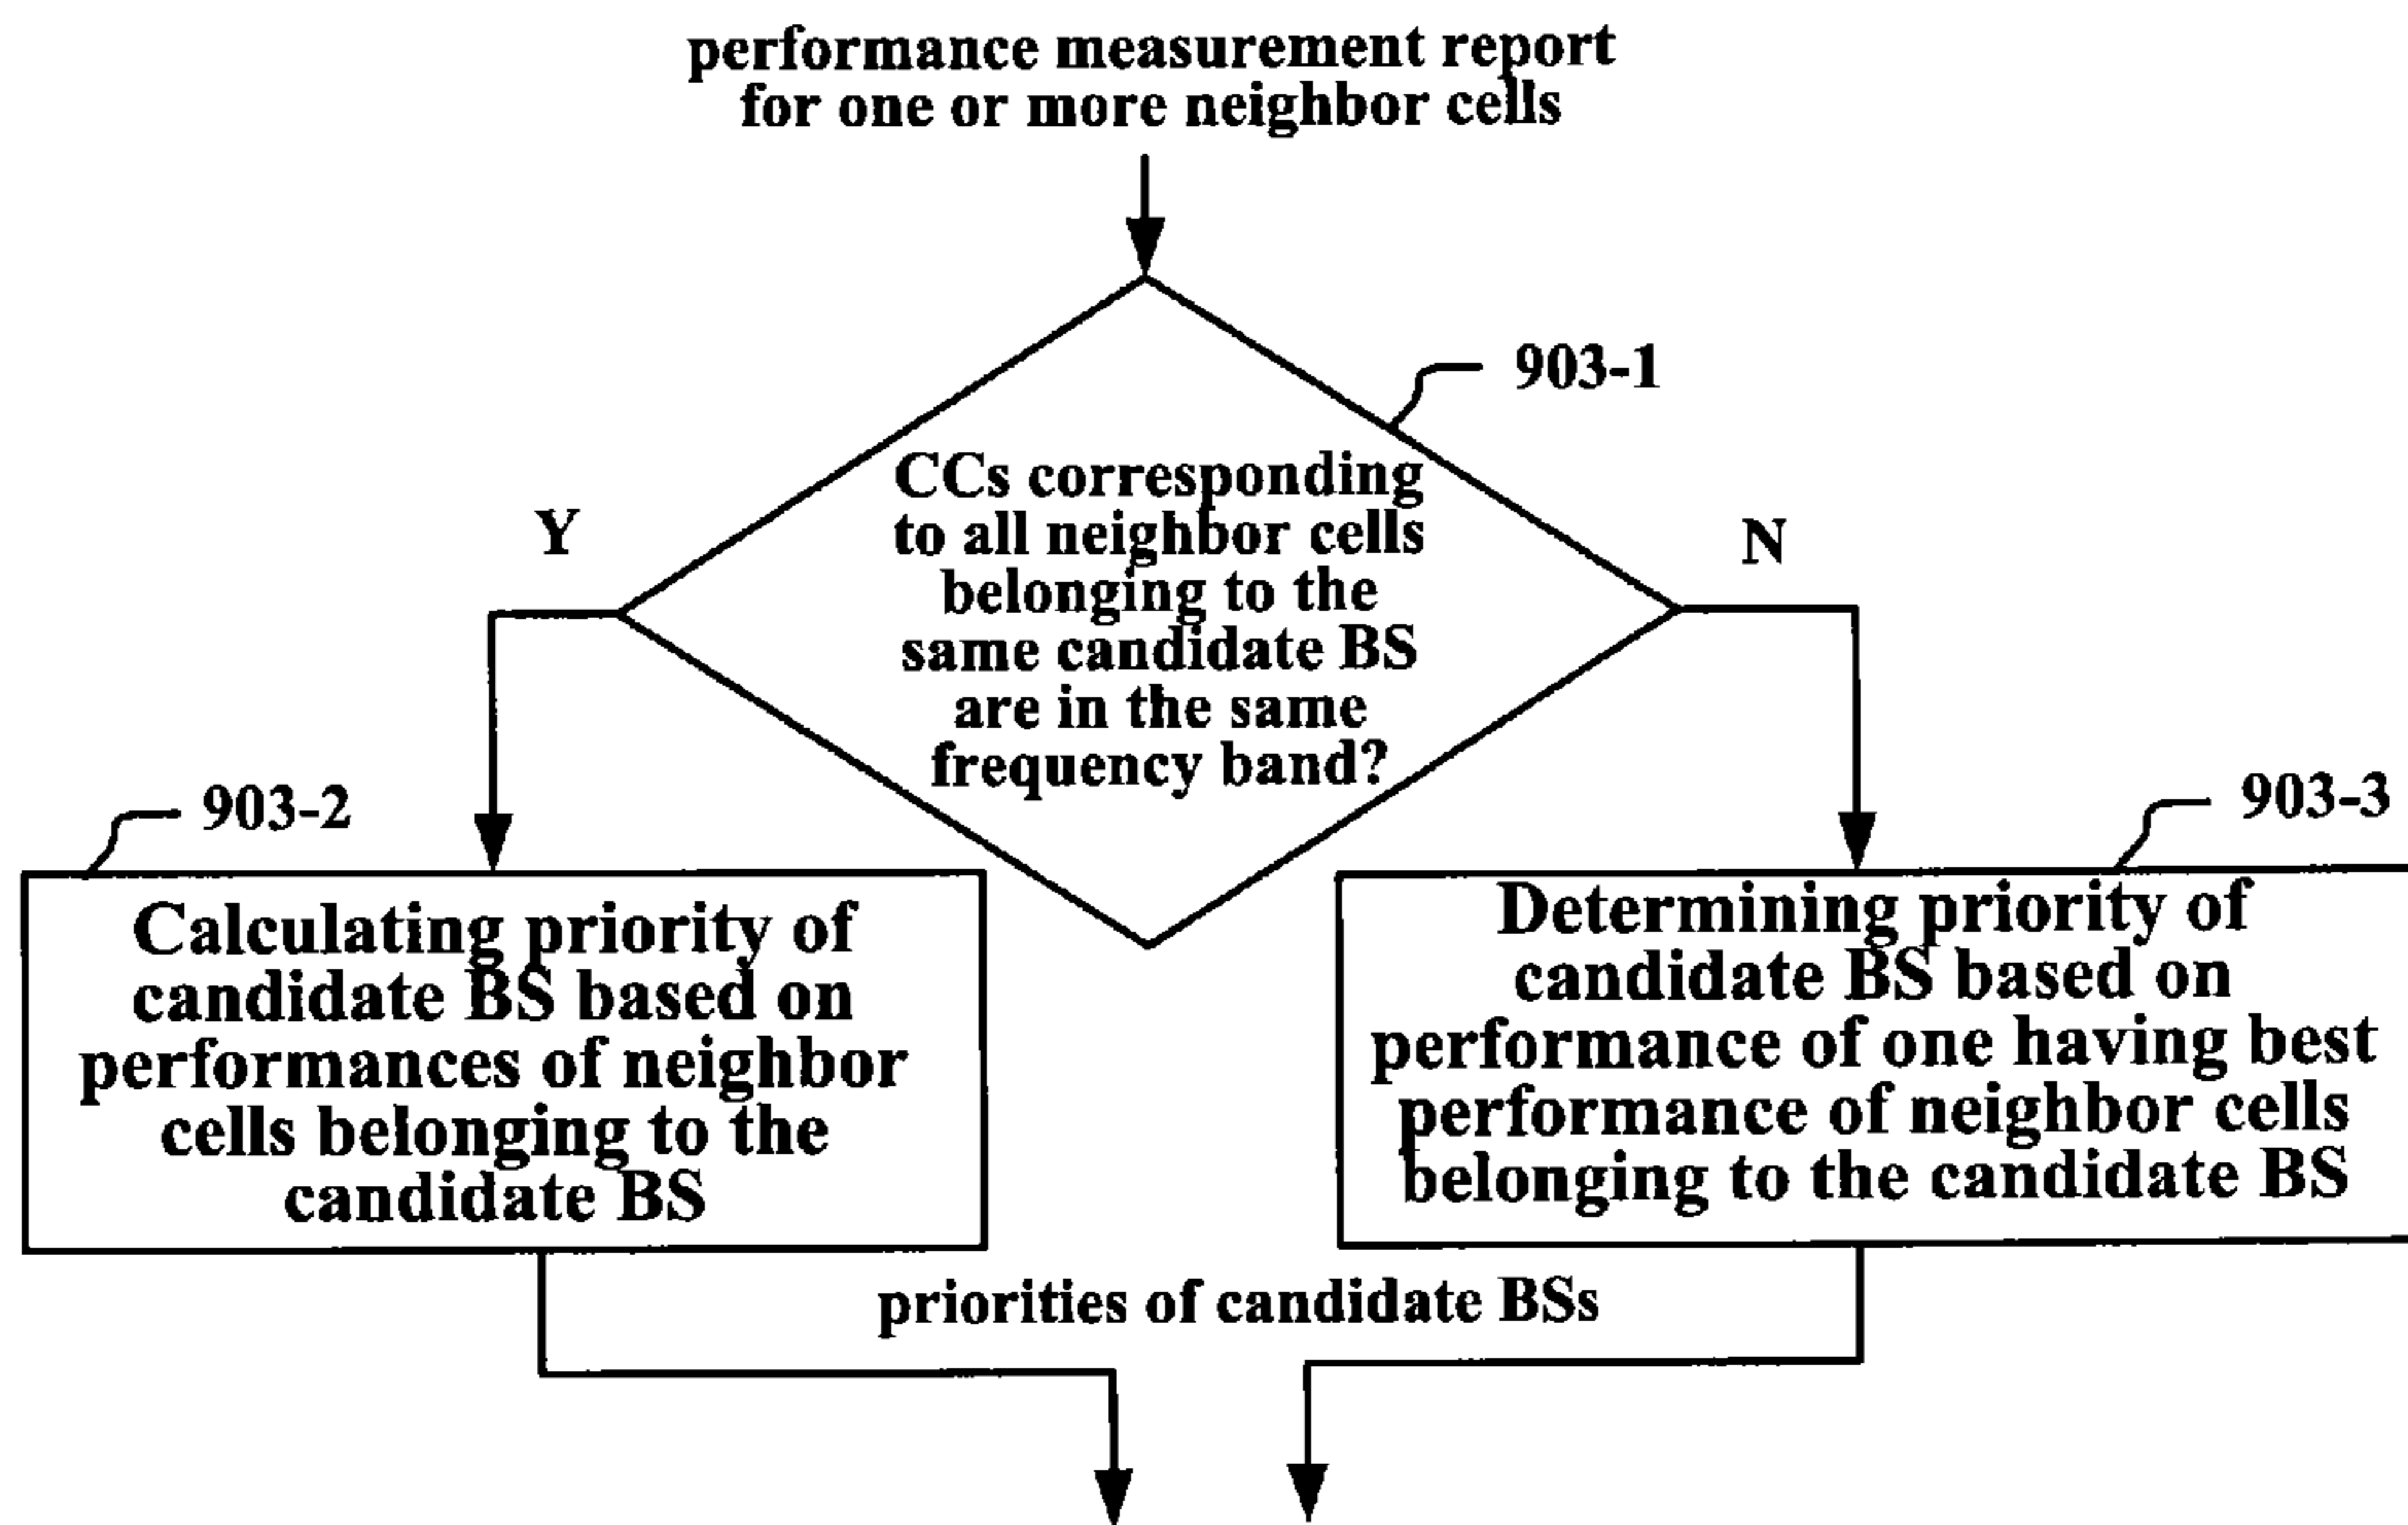 performance measurement report
for one or more neighbor cells
903-1
CCs corresponding
to all neighbor cells
belonging to the
same candidate BS
are in the same
frequency band?
Y
N
903-2
Calculating priority of
candidate BS based on
performances of neighbor
cells belonging to the
candidate BS
903-3
Determining priority of
candidate BS based on
performance of one having best
performance of neighbor cells
belonging to the candidate BS
priorities of candidate BSs